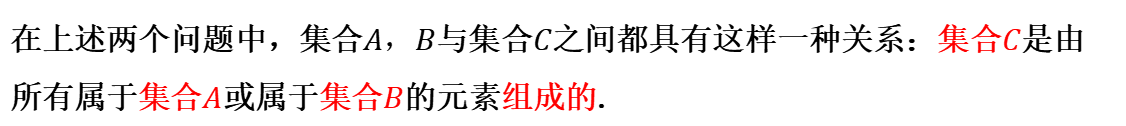 在上述两个问题中，集合A，B与集合C之间都具有这样一种关系：集合C是由
所有属于集合A或属于集合B的元素组成的.